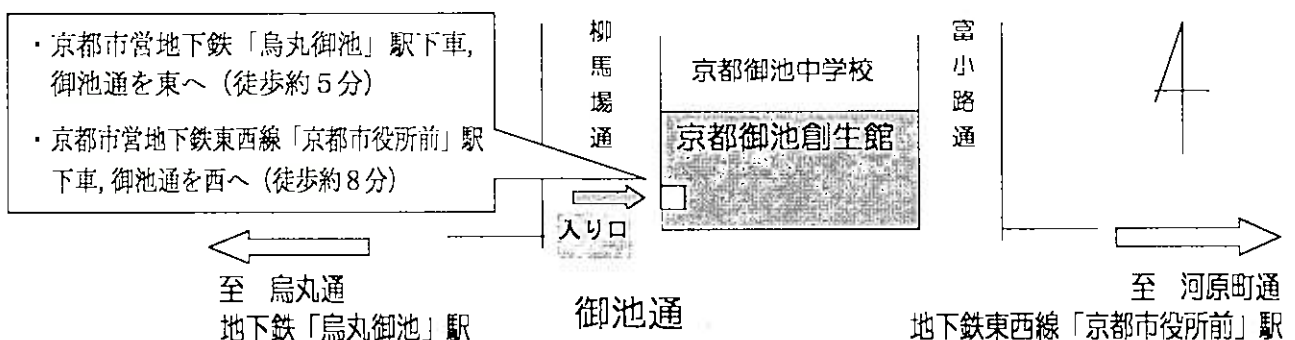 ・京都市営地下鉄「烏丸御池」駅下車,
御池通を東へ（徒歩約５分）
・京都市営地下鉄東西線「京都市役所前」駅
下車, 御池通を西へ（徒歩約８分）
柳馬場通
京都御池中学校
京都御池創生館
富小路通
入り口
至　烏丸通
地下鉄「烏丸御池」駅
御池通
至　河原町通
地下鉄東西線「京都市役所前」駅